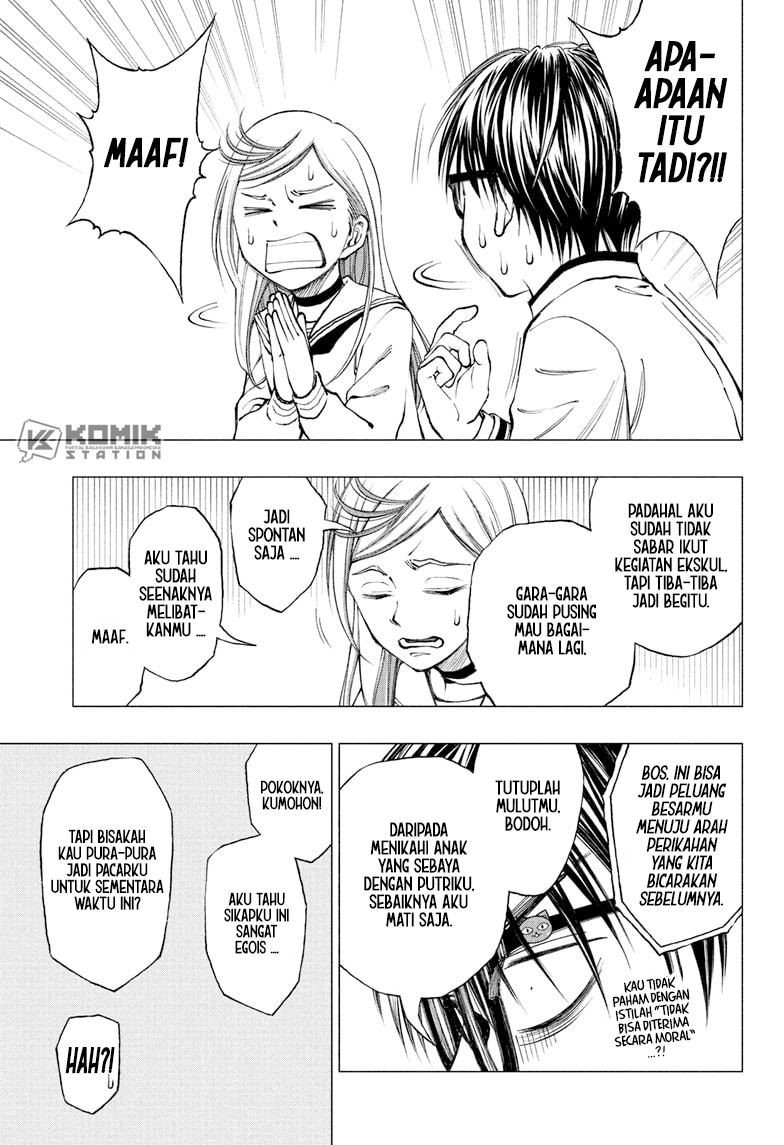 APA-
APAAN
ITU
TADI?!!
MAAF!
KOMIK
STATION
PADAHAL AKU
SUDAH TIDAK
SABAR IKUT
KEGIATAN EKSKUL,
TAPI TIBA-TIBA
JADI BEGITU.
GARA-GARA
SUDAH PUSING
MAU BAGAI-
MANA LAGI,
JADI
SPONTAN
SAJA ....
AKU TAHU
SUDAH
SEENAKNYA
MELIBAT-
KANMU ....
MAAF.
BOS, INI BISA
JADI PELUANG
BESARMU
MENUJU ARAH
PERIKAHAN
YANG KITA
BICARAKAN
SEBELUMNYA.
TUTUPLAH
MULUTMU,
BODOH.
DARIPADA
MENIKAHI ANAK
YANG SEBAYA
DENGAN PUTRIKU,
SEBAIKNYA AKU
MATI SAJA.
KAU TIDAK
PAHAM DENGAN
ISTILAH "TIDAK
BISA DITERIMA
SECARA MORAL"
...?!
POKOKNYA,
KUMOHON!
AKU TAHU
SIKAPKU INI
SANGAT
EGOIS ....
TAPI BISAKAH
KAU PURA-PURA
JADI PACARKU
UNTUK SEMENTARA
WAKTU INI?
HAH?!